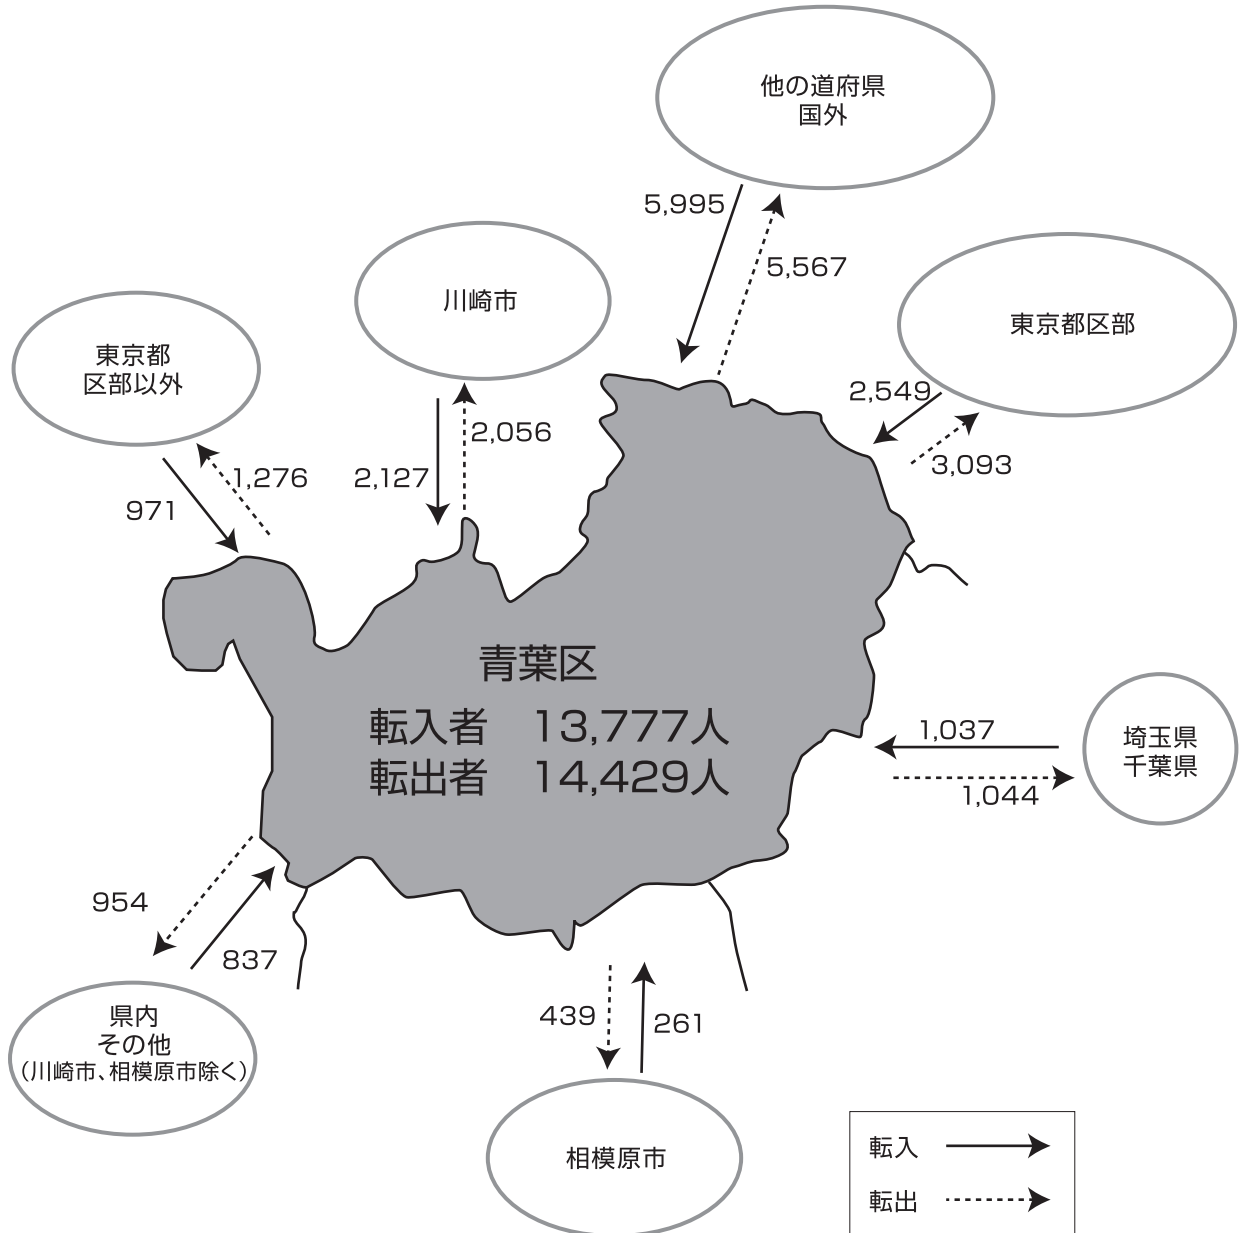 他の道府県
国外
5,995
5,567
川崎市
東京都区部
東京都
区部以外
2,549
3,093
2,056
2,127
1,276
971
青葉区
転入者　13,777人
転出者　14,429人
1,037
1,044
埼玉県
千葉県
954
837
県内
その他
（川崎市、相模原市除く）
439
261
相模原市
転入
転出